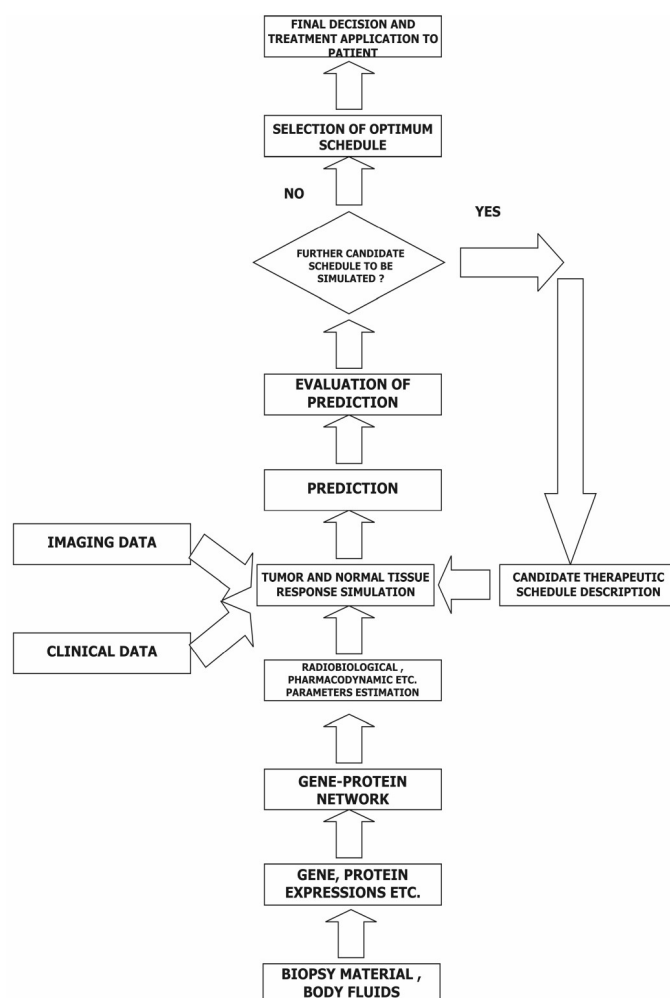 FINAL DECISION AND
TREATMENT APPLICATION TO
PATIENT
SELECTION OF OPTIMUM
SCHEDULE
NO
YES
FURTHER CANDIDATE
SCHEDULE TO BE
SIMULATED ?
EVALUATION OF
PREDICTION
PREDICTION
IMAGING DATA
TUMOR AND NORMAL TISSUE
RESPONSE SIMULATION
CANDIDATE THERAPEUTIC
SCHEDULE DESCRIPTION
CLINICAL DATA
RADIOBIOLOGICAL ,
PHARMACODYNAMIC ETC.
PARAMETERS ESTIMATION
GENE-PROTEIN
NETWORK
GENE, PROTEIN
EXPRESSIONS ETC.
BIOPSY MATERIAL ,
BODY FLUIDS